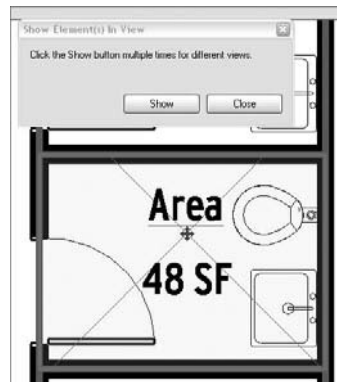 Show Element(s) In View
Click the Show button multiple times for different views.
Show
Close
Area
48 SF